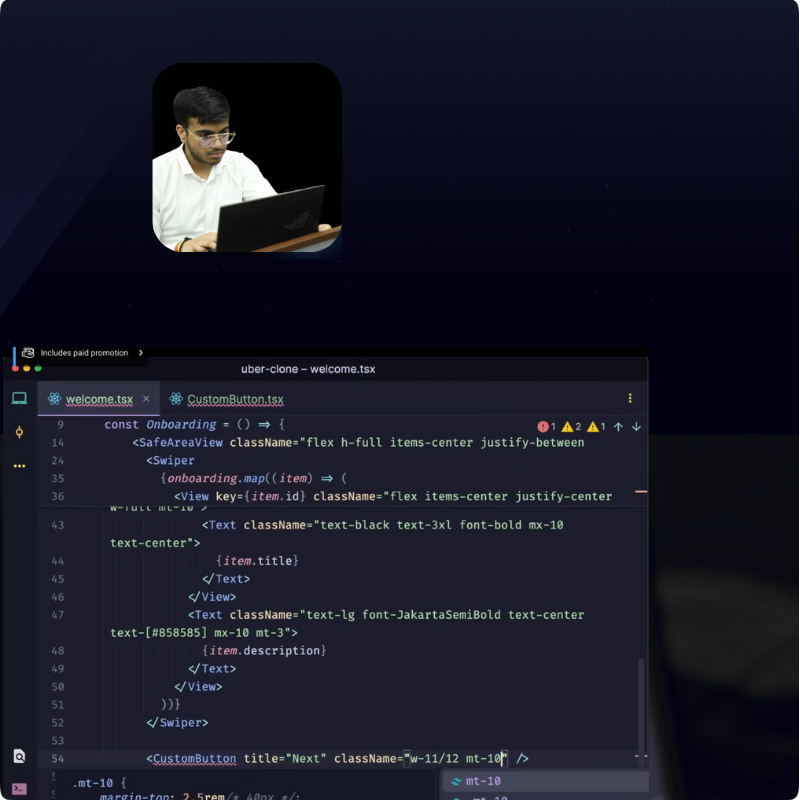 Includes paid promotion
uber-clone – welcome.tsx
welcome.tsx ×
CustomButton.tsx
9 const Onboarding = () => {
1 2 1
14 <SafeAreaView className="flex h-full items-center justify-between
24 <Swiper
35 {onboarding.map((item) => (
36 <View key={item.id} className="flex items-center justify-center
w-full mt-10">
43 <Text className="text-black text-3xl font-bold mx-10
text-center">
44 {item.title}
45 </Text>
46 </View>
47 <Text className="text-lg font-JakartaSemiBold text-center
text-[#858585] mx-10 mt-3">
48 {item.description}
49 </Text>
50 </View>
51 ))}
52 </Swiper>
53
54 <CustomButton title="Next" className="w-11/12 mt-10" />
.mt-10 {
mt-10
margin-top: 2.5rem/* 40px */;